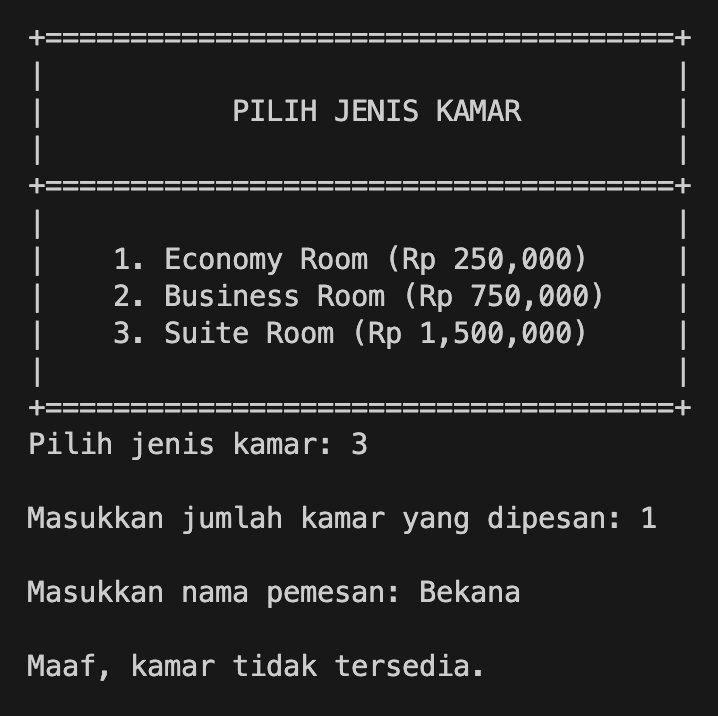 +=====================================+
|                                     |
|           PILIH JENIS KAMAR         |
|                                     |
+=====================================+
|                                     |
|    1. Economy Room (Rp 250,000)     |
|    2. Business Room (Rp 750,000)    |
|    3. Suite Room (Rp 1,500,000)     |
|                                     |
+=====================================+
Pilih jenis kamar: 3
Masukkan jumlah kamar yang dipesan: 1
Masukkan nama pemesan: Bekana
Maaf, kamar tidak tersedia.